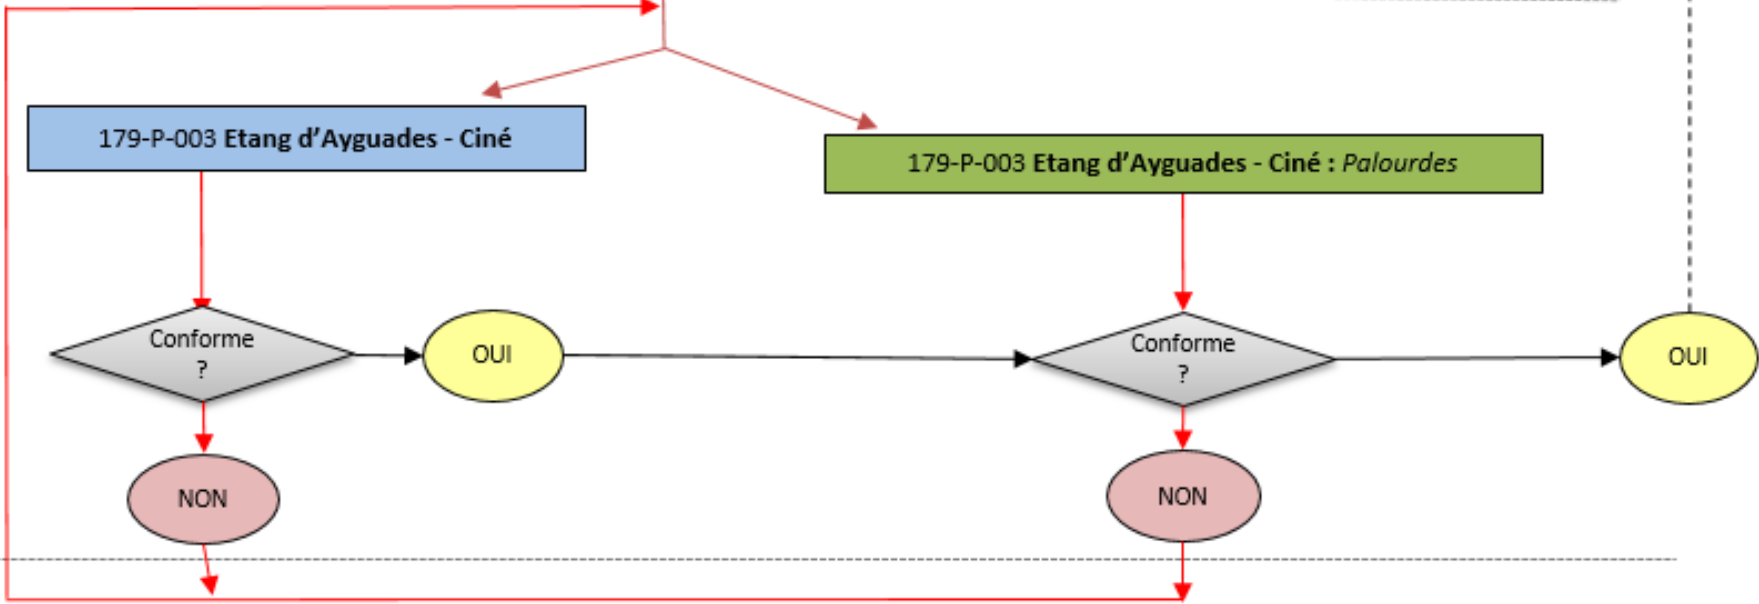 179-P-003 Etang d’Ayguades - Ciné
179-P-003 Etang d’Ayguades - Ciné : Palourdes
Conforme
?
OUI
Conforme
?
OUI
NON
NON